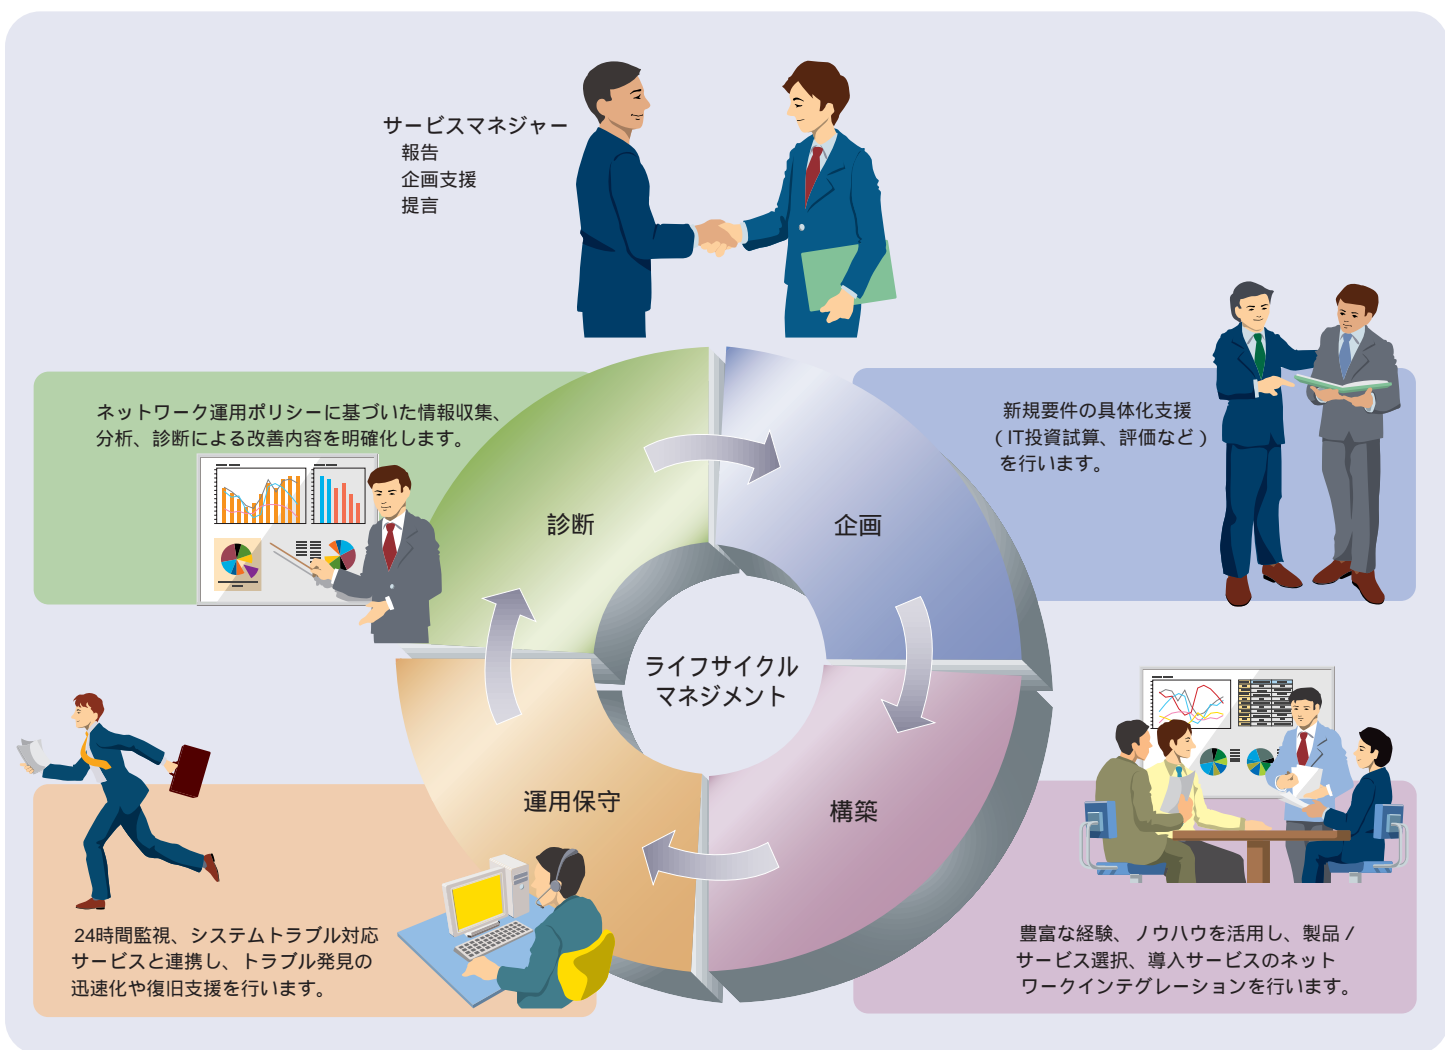 サービスマネジャー
報告
企画支援
提言
ネットワーク運用ポリシーに基づいた情報収集、
分析、診断による改善内容を明確化します。
新規要件の具体化支援
(IT投資試算、評価など)
を行います。
診断
企画
ライフサイクル
マネジメント
運用保守
構築
24時間監視、システムトラブル対応
サービスと連携し、トラブル発見の
迅速化や復旧支援を行います。
豊富な経験、ノウハウを活用し、製品/
サービス選択、導入サービスのネット
ワークインテグレーションを行います。